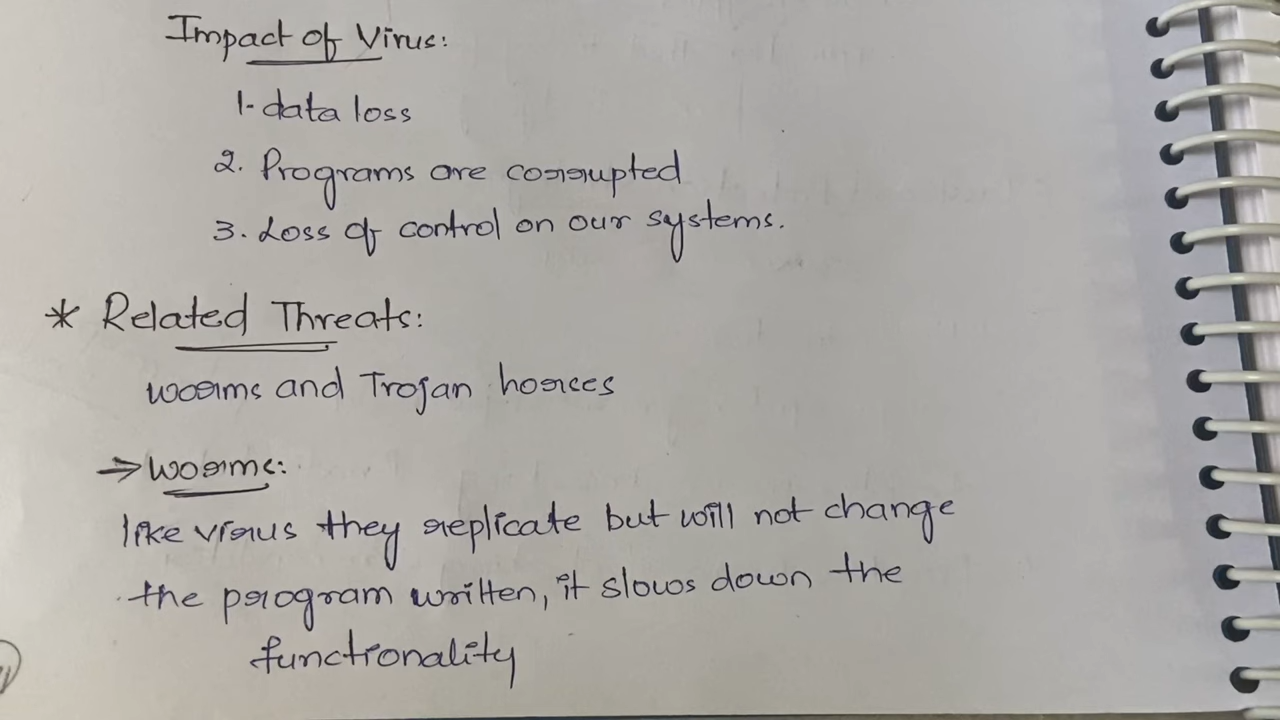 Impact of Virus:
1. data loss
2. Programs are corrupted
3. Loss of control on our systems.
* Related Threats:
worms and Trojan horses
→ worms:
like virus they replicate but will not change
the program written, it slows down the
functionality